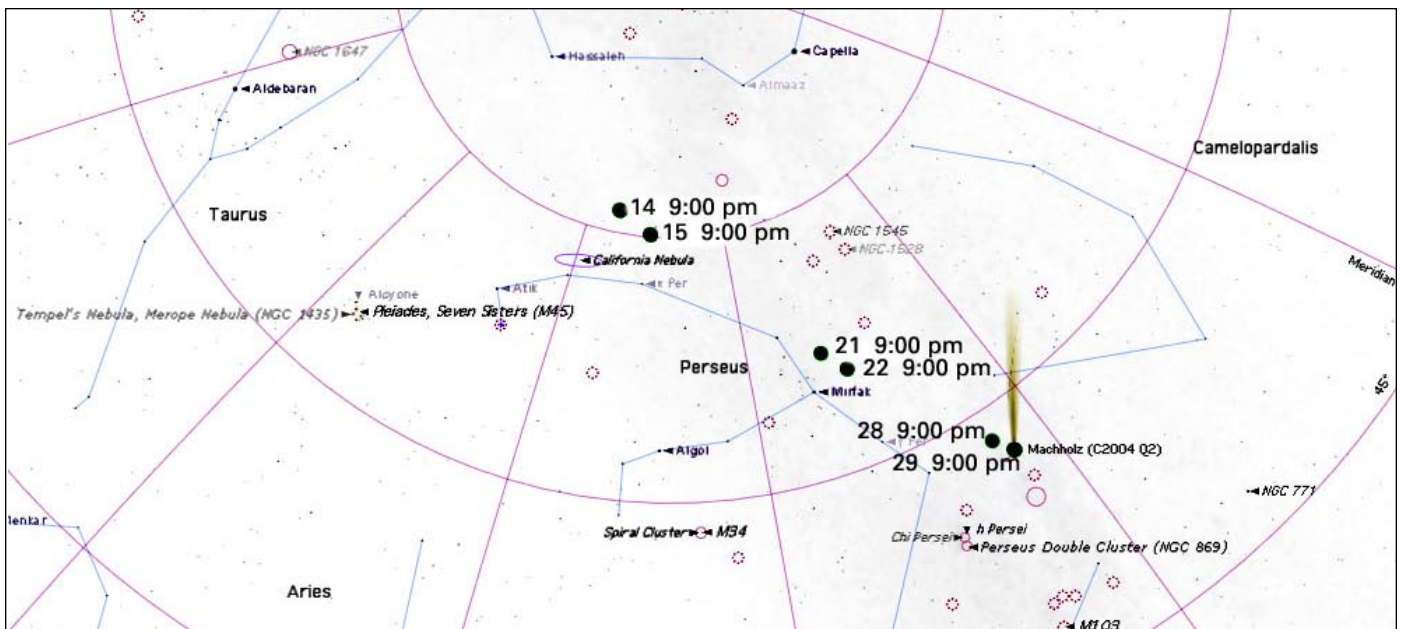 NGC 1647
Hassaleh
Capella
Aldebaran
Almaaz
Camelopardalis
Taurus
14 9:00 pm
15 9:00 pm
NGC 1545
NGC 1528
California Nebula
Meridian
Atik
Per
Alcyone
Tempel's Nebula, Merope Nebula (NGC 1435)
Pleiades, Seven Sisters (M45)
21 9:00 pm
22 9:00 pm
Perseus
45°
Mirfak
28 9:00 pm
Algol
Machholz (C2004 Q2)
29 9:00 pm
NGC 771
lenkar
h Persei
Spiral Cluster
M34
Chi Persei
Perseus Double Cluster (NGC 869)
Aries
M103